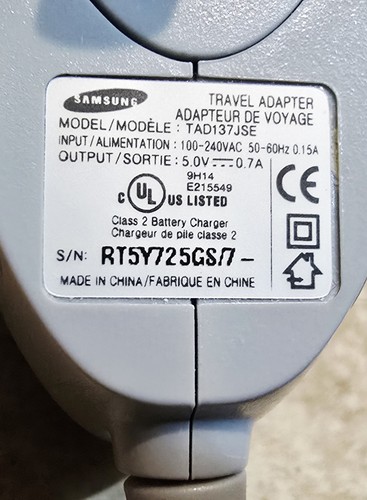 SAMSUNG
TRAVEL ADAPTER
ADAPTEUR DE VOYAGE
MODEL/MODÈLE : TAD137JSE
INPUT/ALIMENTATION : 100-240VAC 50-60Hz 0.15A
OUTPUT/SORTIE : 5.0V⎓0.7A
9H14
E215549
C UL US LISTED
CE
Class 2 Battery Charger
Chargeur de pile classe 2
S/N: RT5Y725GS/7-
MADE IN CHINA/FABRIQUE EN CHINE